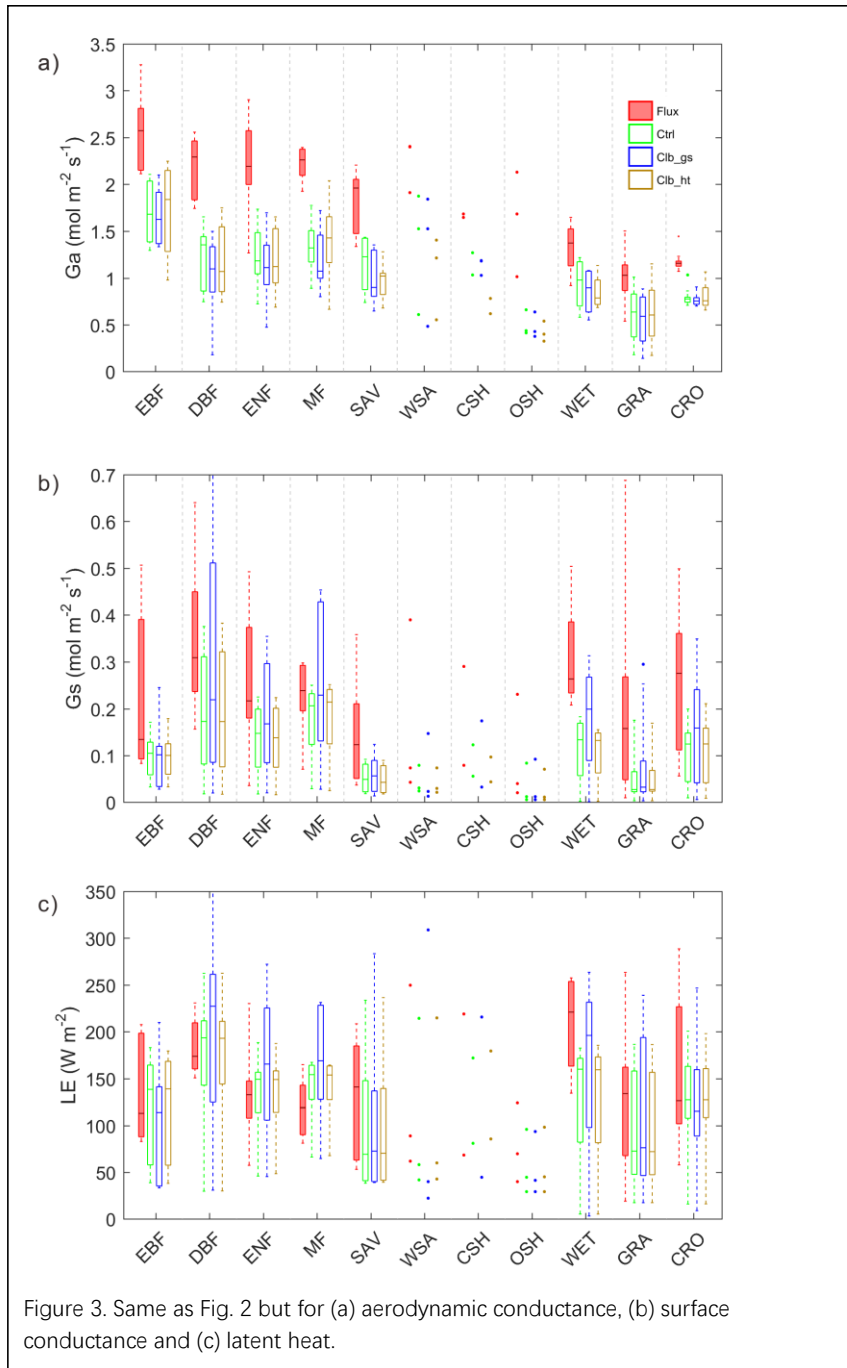 a)
Ga (mol m⁻² s⁻¹)
3.5
3
2.5
2
1.5
1
0.5
0
Flux
Ctrl
Clb_gs
Clb_ht
EBF DBF ENF MF SAV WSA CSH OSH WET GRA CRO
b)
Gs (mol m⁻² s⁻¹)
0.7
0.6
0.5
0.4
0.3
0.2
0.1
0
EBF DBF ENF MF SAV WSA CSH OSH WET GRA CRO
c)
LE (W m⁻²)
350
300
250
200
150
100
50
0
EBF DBF ENF MF SAV WSA CSH OSH WET GRA CRO
Figure 3. Same as Fig. 2 but for (a) aerodynamic conductance, (b) surface
conductance and (c) latent heat.